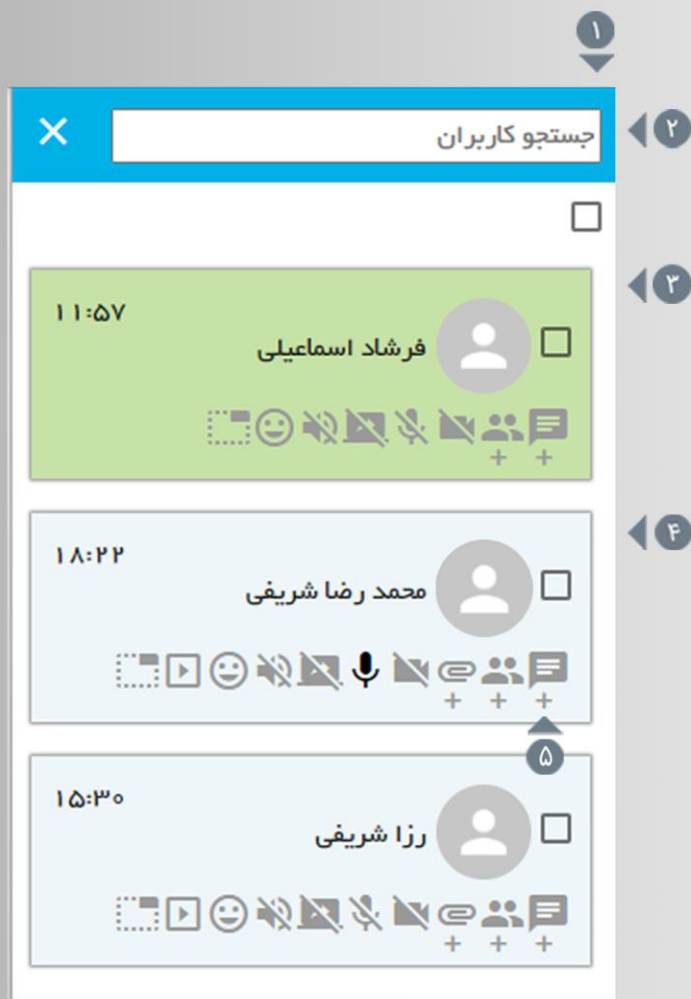 ۱
جستجو کاربران
۲
۳
۱۱:۵۷
فرشاد اسماعیلی
+ +
۴
۱۸:۲۲
محمد رضا شریفی
+ + +
۵
۱۵:۳۰
رزا شریفی
+ + +